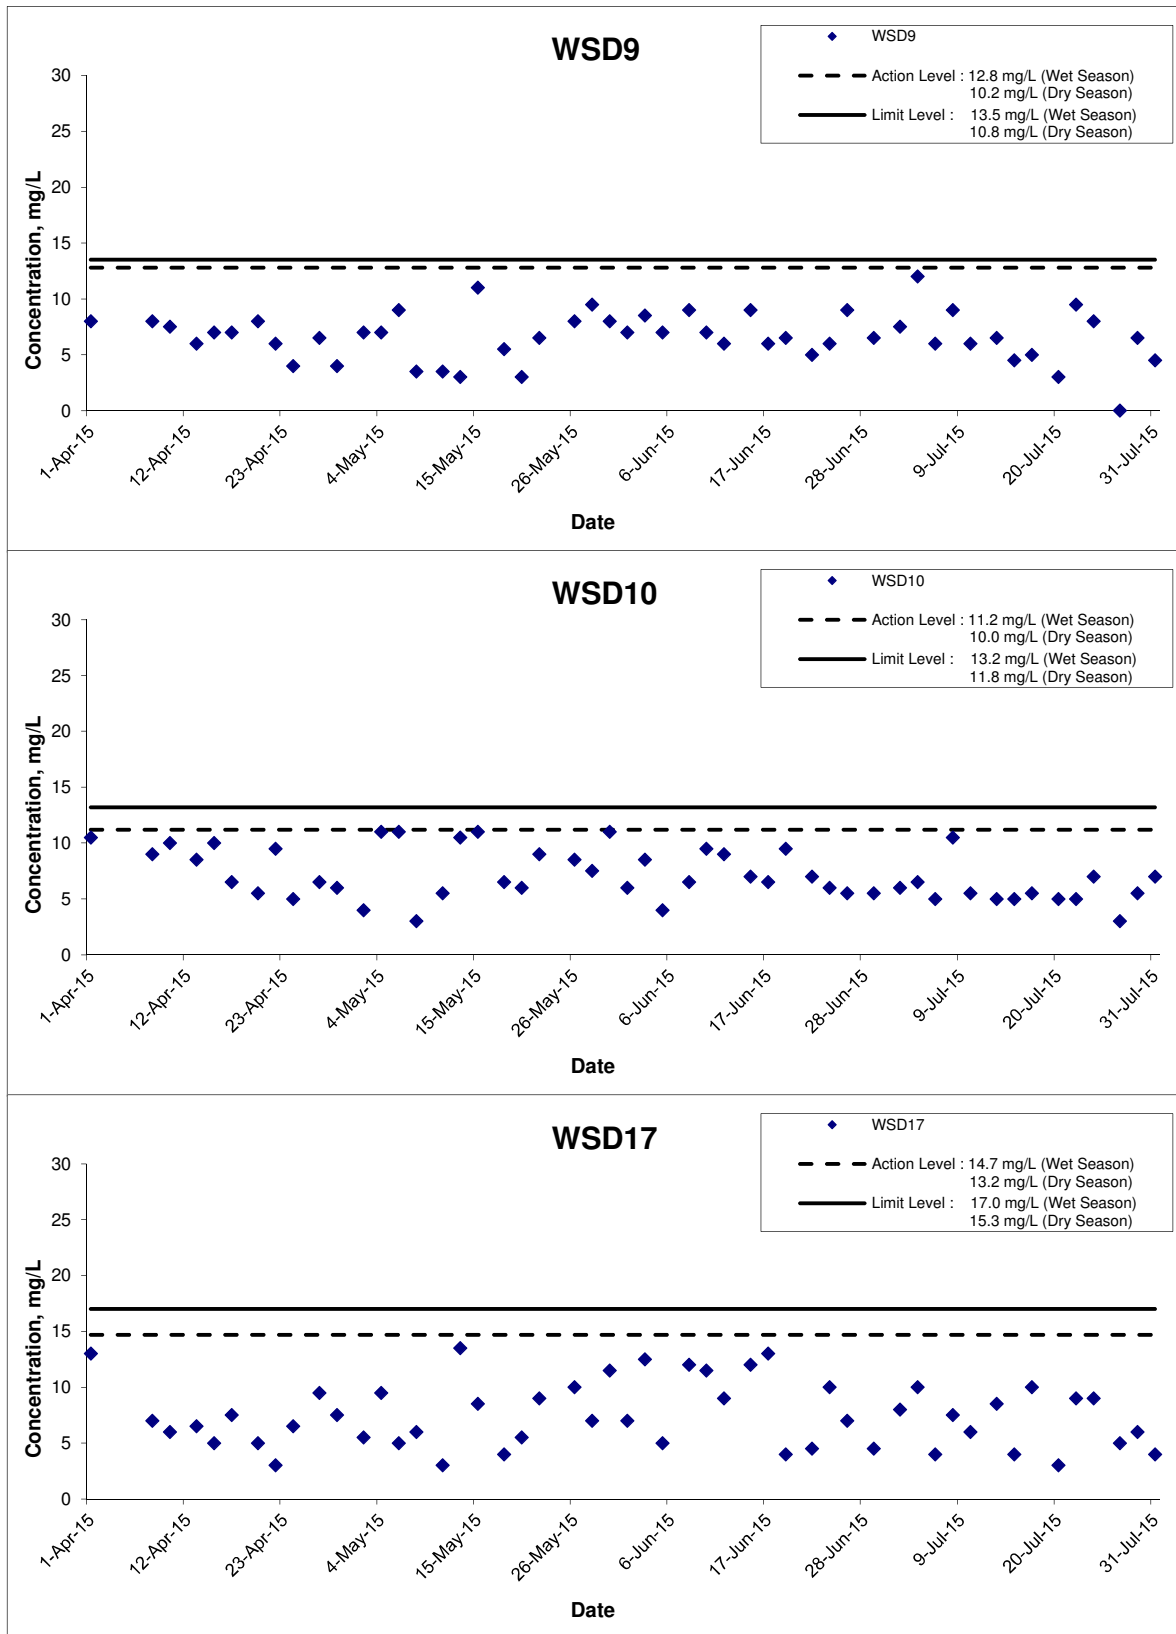 WSD9
WSD9
Action Level : 12.8 mg/L (Wet Season)
10.2 mg/L (Dry Season)
Limit Level : 13.5 mg/L (Wet Season)
10.8 mg/L (Dry Season)
Concentration, mg/L
30
25
20
15
10
5
0
1-Apr-15
12-Apr-15
23-Apr-15
4-May-15
15-May-15
26-May-15
6-Jun-15
17-Jun-15
28-Jun-15
9-Jul-15
20-Jul-15
31-Jul-15
Date
WSD10
WSD10
Action Level : 11.2 mg/L (Wet Season)
10.0 mg/L (Dry Season)
Limit Level : 13.2 mg/L (Wet Season)
11.8 mg/L (Dry Season)
Concentration, mg/L
30
25
20
15
10
5
0
1-Apr-15
12-Apr-15
23-Apr-15
4-May-15
15-May-15
26-May-15
6-Jun-15
17-Jun-15
28-Jun-15
9-Jul-15
20-Jul-15
31-Jul-15
Date
WSD17
WSD17
Action Level : 14.7 mg/L (Wet Season)
13.2 mg/L (Dry Season)
Limit Level : 17.0 mg/L (Wet Season)
15.3 mg/L (Dry Season)
Concentration, mg/L
30
25
20
15
10
5
0
1-Apr-15
12-Apr-15
23-Apr-15
4-May-15
15-May-15
26-May-15
6-Jun-15
17-Jun-15
28-Jun-15
9-Jul-15
20-Jul-15
31-Jul-15
Date